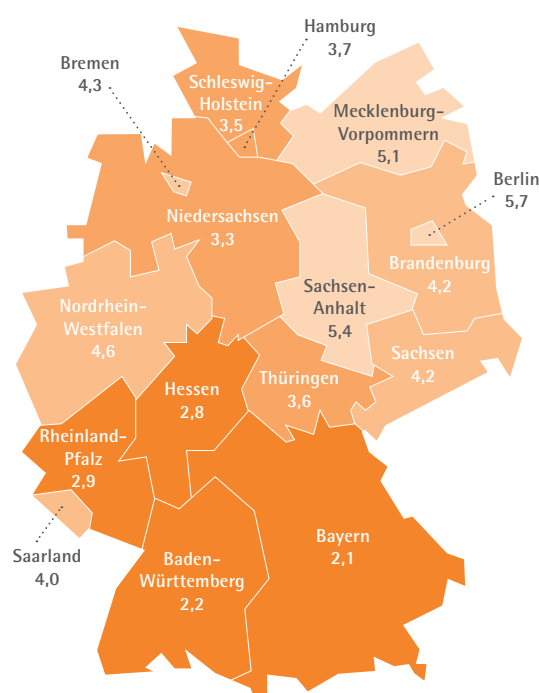 Hamburg
3,7
Bremen
4,3
Schleswig-
Holstein
3,5
Mecklenburg-
Vorpommern
5,1
Berlin
5,7
Niedersachsen
3,3
Brandenburg
4,2
Sachsen-
Anhalt
5,4
Nordrhein-
Westfalen
4,6
Sachsen
4,2
Hessen
2,8
Thüringen
3,6
Rheinland-
Pfalz
2,9
Saarland
4,0
Bayern
2,1
Baden-
Württemberg
2,2